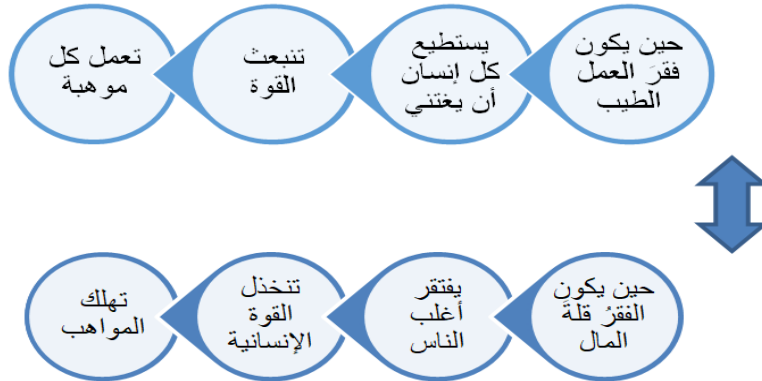 حين يكون
فقرَ العمل
الطيب
يستطيع
كل إنسان
أن يغتني
تنبعث
القوة
تعمل كل
موهبة
حين يكون
الفقرُ قلةَ
المال
يفتقر
أغلب
الناس
تنخذل
القوة
الإنسانية
تهلك
المواهب